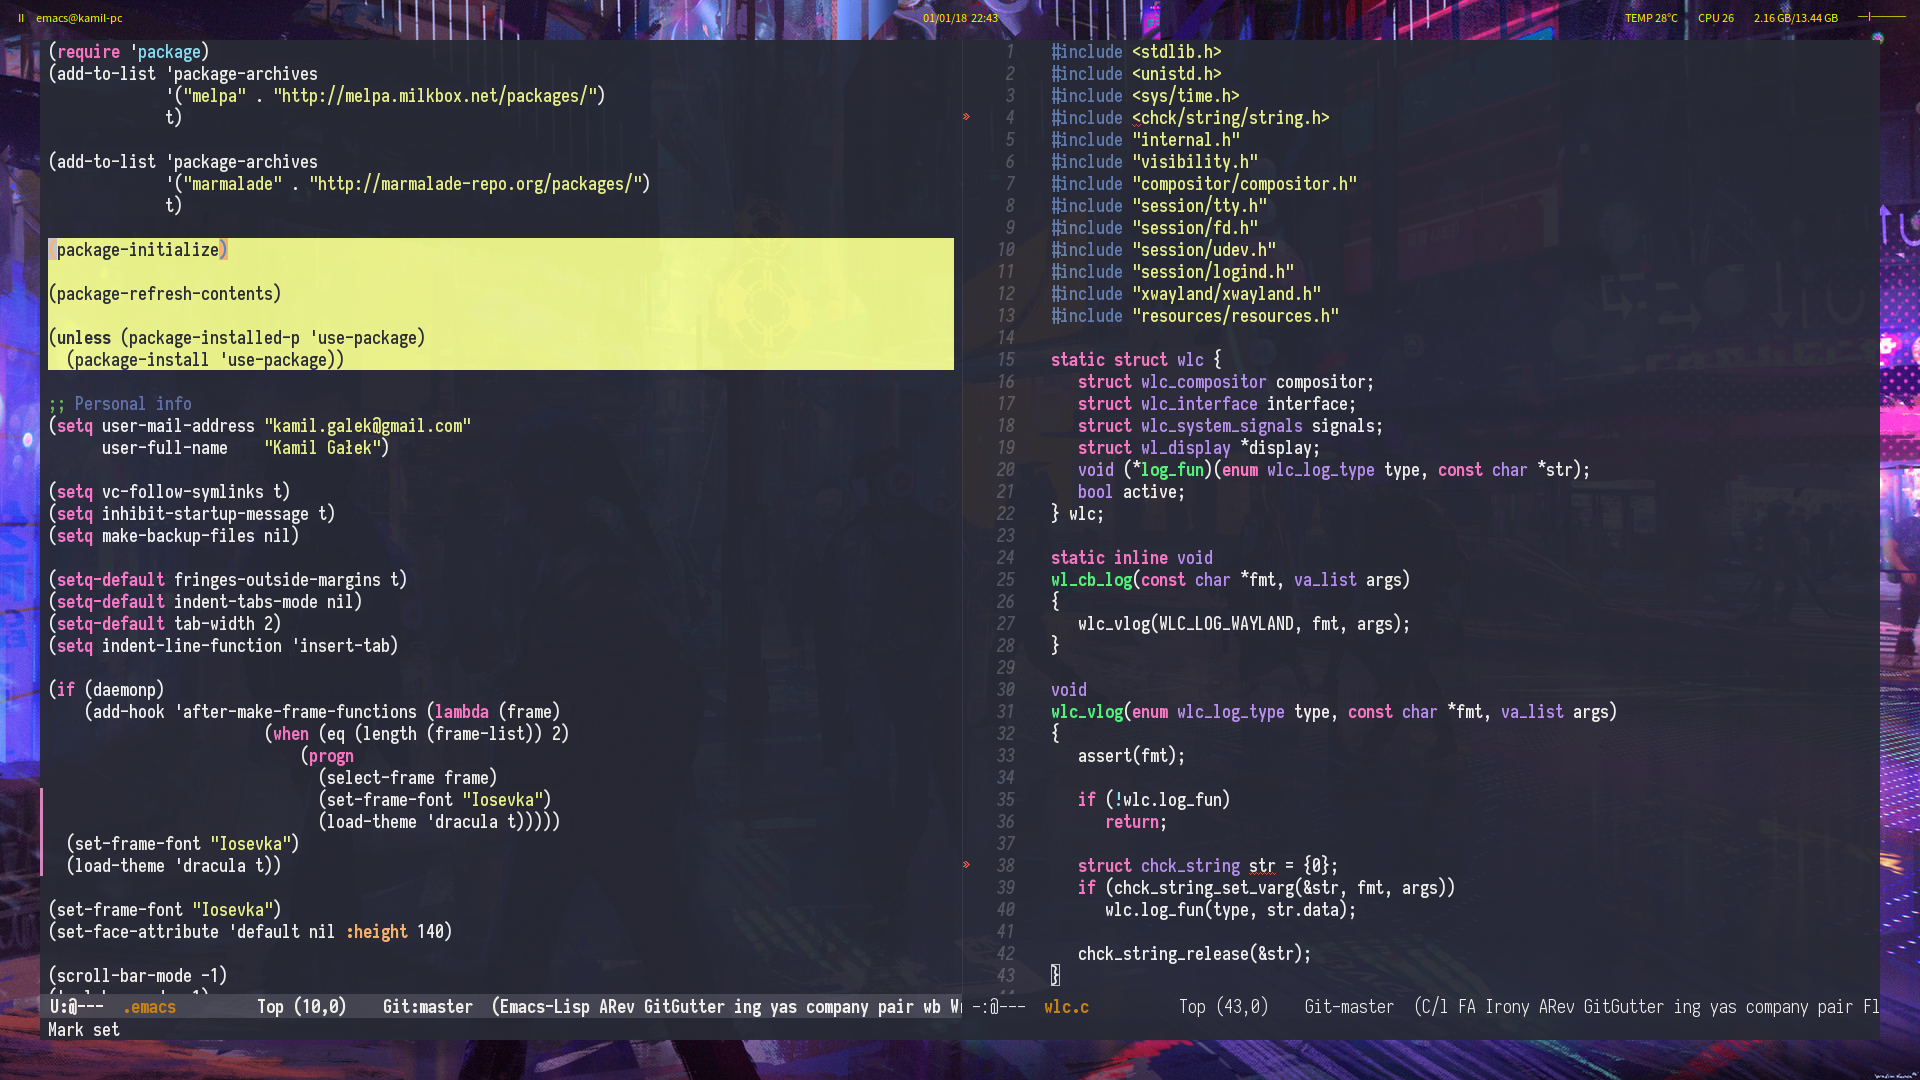 II emacs@kamil-pc
01/01/18 22:43
TEMP 28°C CPU 26 2.16 GB/13.44 GB
(require 'package)
(add-to-list 'package-archives
'("melpa" . "http://melpa.milkbox.net/packages/")
t)
(add-to-list 'package-archives
'("marmalade" . "http://marmalade-repo.org/packages/")
t)
(package-initialize)
(package-refresh-contents)
(unless (package-installed-p 'use-package)
(package-install 'use-package))
;; Personal info
(setq user-mail-address "kamil.galek@gmail.com"
user-full-name "Kamil Gałek")
(setq vc-follow-symlinks t)
(setq inhibit-startup-message t)
(setq make-backup-files nil)
(setq-default fringes-outside-margins t)
(setq-default indent-tabs-mode nil)
(setq-default tab-width 2)
(setq indent-line-function 'insert-tab)
(if (daemonp)
(add-hook 'after-make-frame-functions (lambda (frame)
(when (eq (length (frame-list)) 2)
(progn
(select-frame frame)
(set-frame-font "Iosevka")
(load-theme 'dracula t)))))
(set-frame-font "Iosevka")
(load-theme 'dracula t))
(set-frame-font "Iosevka")
(set-face-attribute 'default nil :height 140)
(scroll-bar-mode -1)
U:@--- .emacs Top (10,0) Git:master (Emacs-Lisp ARev GitGutter ing yas company pair wb W
Mark set
1 #include <stdlib.h>
2 #include <unistd.h>
3 #include <sys/time.h>
» 4 #include <chck/string/string.h>
5 #include "internal.h"
6 #include "visibility.h"
7 #include "compositor/compositor.h"
8 #include "session/tty.h"
9 #include "session/fd.h"
10 #include "session/udev.h"
11 #include "session/logind.h"
12 #include "xwayland/xwayland.h"
13 #include "resources/resources.h"
14
15 static struct wlc {
16 struct wlc_compositor compositor;
17 struct wlc_interface interface;
18 struct wlc_system_signals signals;
19 struct wl_display *display;
20 void (*log_fun)(enum wlc_log_type type, const char *str);
21 bool active;
22 } wlc;
23
24 static inline void
25 wl_cb_log(const char *fmt, va_list args)
26 {
27 wlc_vlog(WLC_LOG_WAYLAND, fmt, args);
28 }
29
30 void
31 wlc_vlog(enum wlc_log_type type, const char *fmt, va_list args)
32 {
33 assert(fmt);
34
35 if (!wlc.log_fun)
36 return;
37
» 38 struct chck_string str = {0};
39 if (chck_string_set_varg(&str, fmt, args))
40 wlc.log_fun(type, str.data);
41
42 chck_string_release(&str);
43 }
-:@--- wlc.c Top (43,0) Git-master (C/l FA Irony ARev GitGutter ing yas company pair Fl